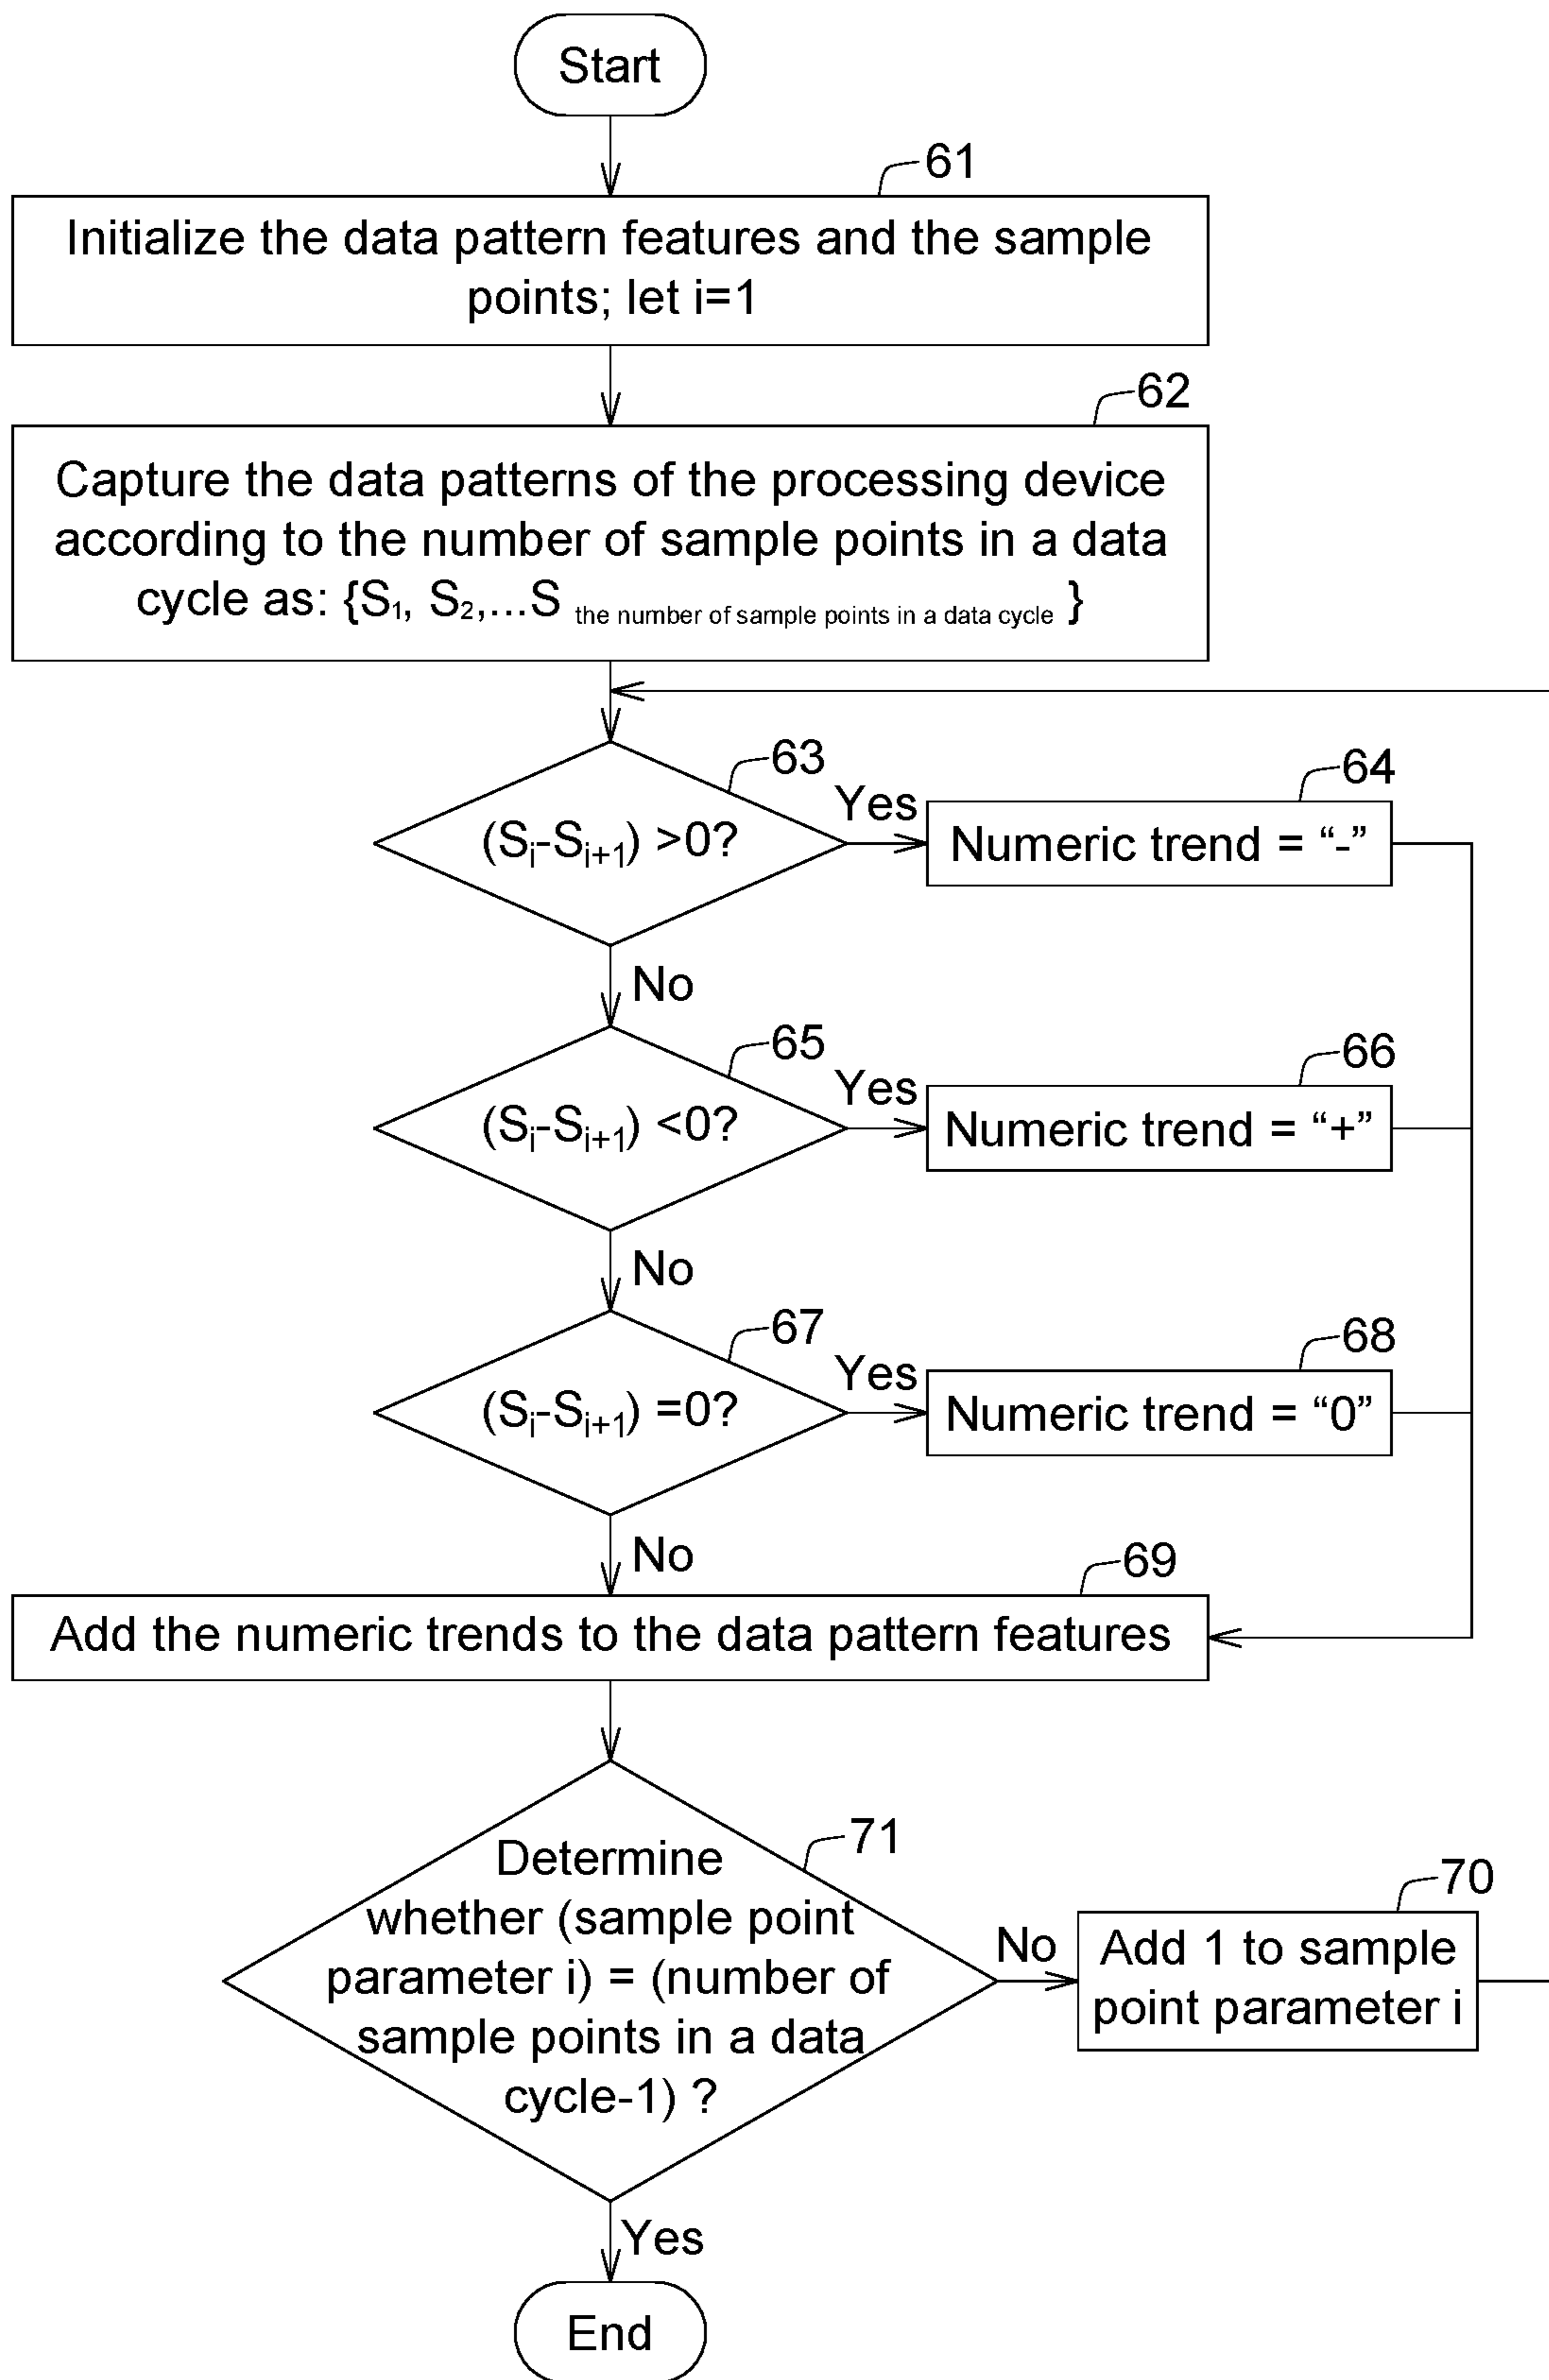 Start
61
Initialize the data pattern features and the sample
points; let i=1
62
Capture the data patterns of the processing device
according to the number of sample points in a data
cycle as: {S₁, S₂,...S the number of sample points in a data cycle }
63
(Sᵢ-Sᵢ₊₁) >0?
Yes
64
Numeric trend = “-”
No
65
(Sᵢ-Sᵢ₊₁) <0?
Yes
66
Numeric trend = “+”
No
67
(Sᵢ-Sᵢ₊₁) =0?
Yes
68
Numeric trend = “0”
No
69
Add the numeric trends to the data pattern features
71
Determine
whether (sample point
parameter i) = (number of
sample points in a data
cycle-1) ?
No
70
Add 1 to sample
point parameter i
Yes
End